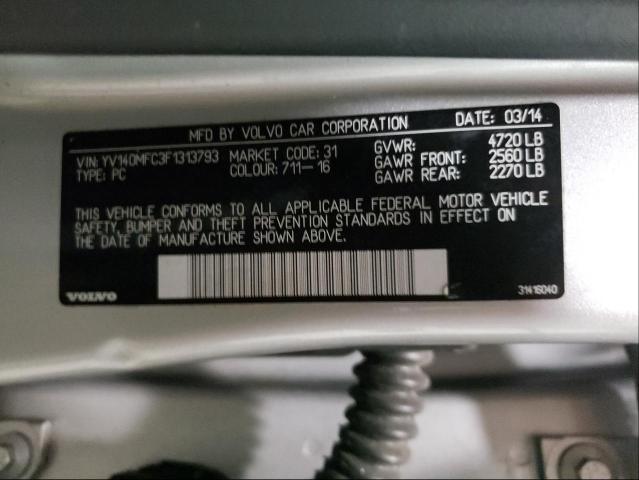 MFD BY VOLVO CAR CORPORATION DATE: 03/14
VIN: YV140MFC3F1313793 MARKET CODE: 31 GVWR: 4720 LB
TYPE: PC COLOUR: 711-16 GAWR FRONT: 2560 LB
GAWR REAR: 2270 LB
THIS VEHICLE CONFORMS TO ALL APPLICABLE FEDERAL MOTOR VEHICLE
SAFETY, BUMPER AND THEFT PREVENTION STANDARDS IN EFFECT ON
THE DATE OF MANUFACTURE SHOWN ABOVE.
VOLVO 31416040